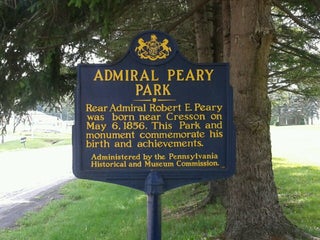 ADMIRAL PEARY
PARK
Rear Admiral Robert E. Peary
was born near Cresson on
May 6, 1856. This Park and
monument commemorate his
birth and achievements.
Administered by the Pennsylvania
Historical and Museum Commission.